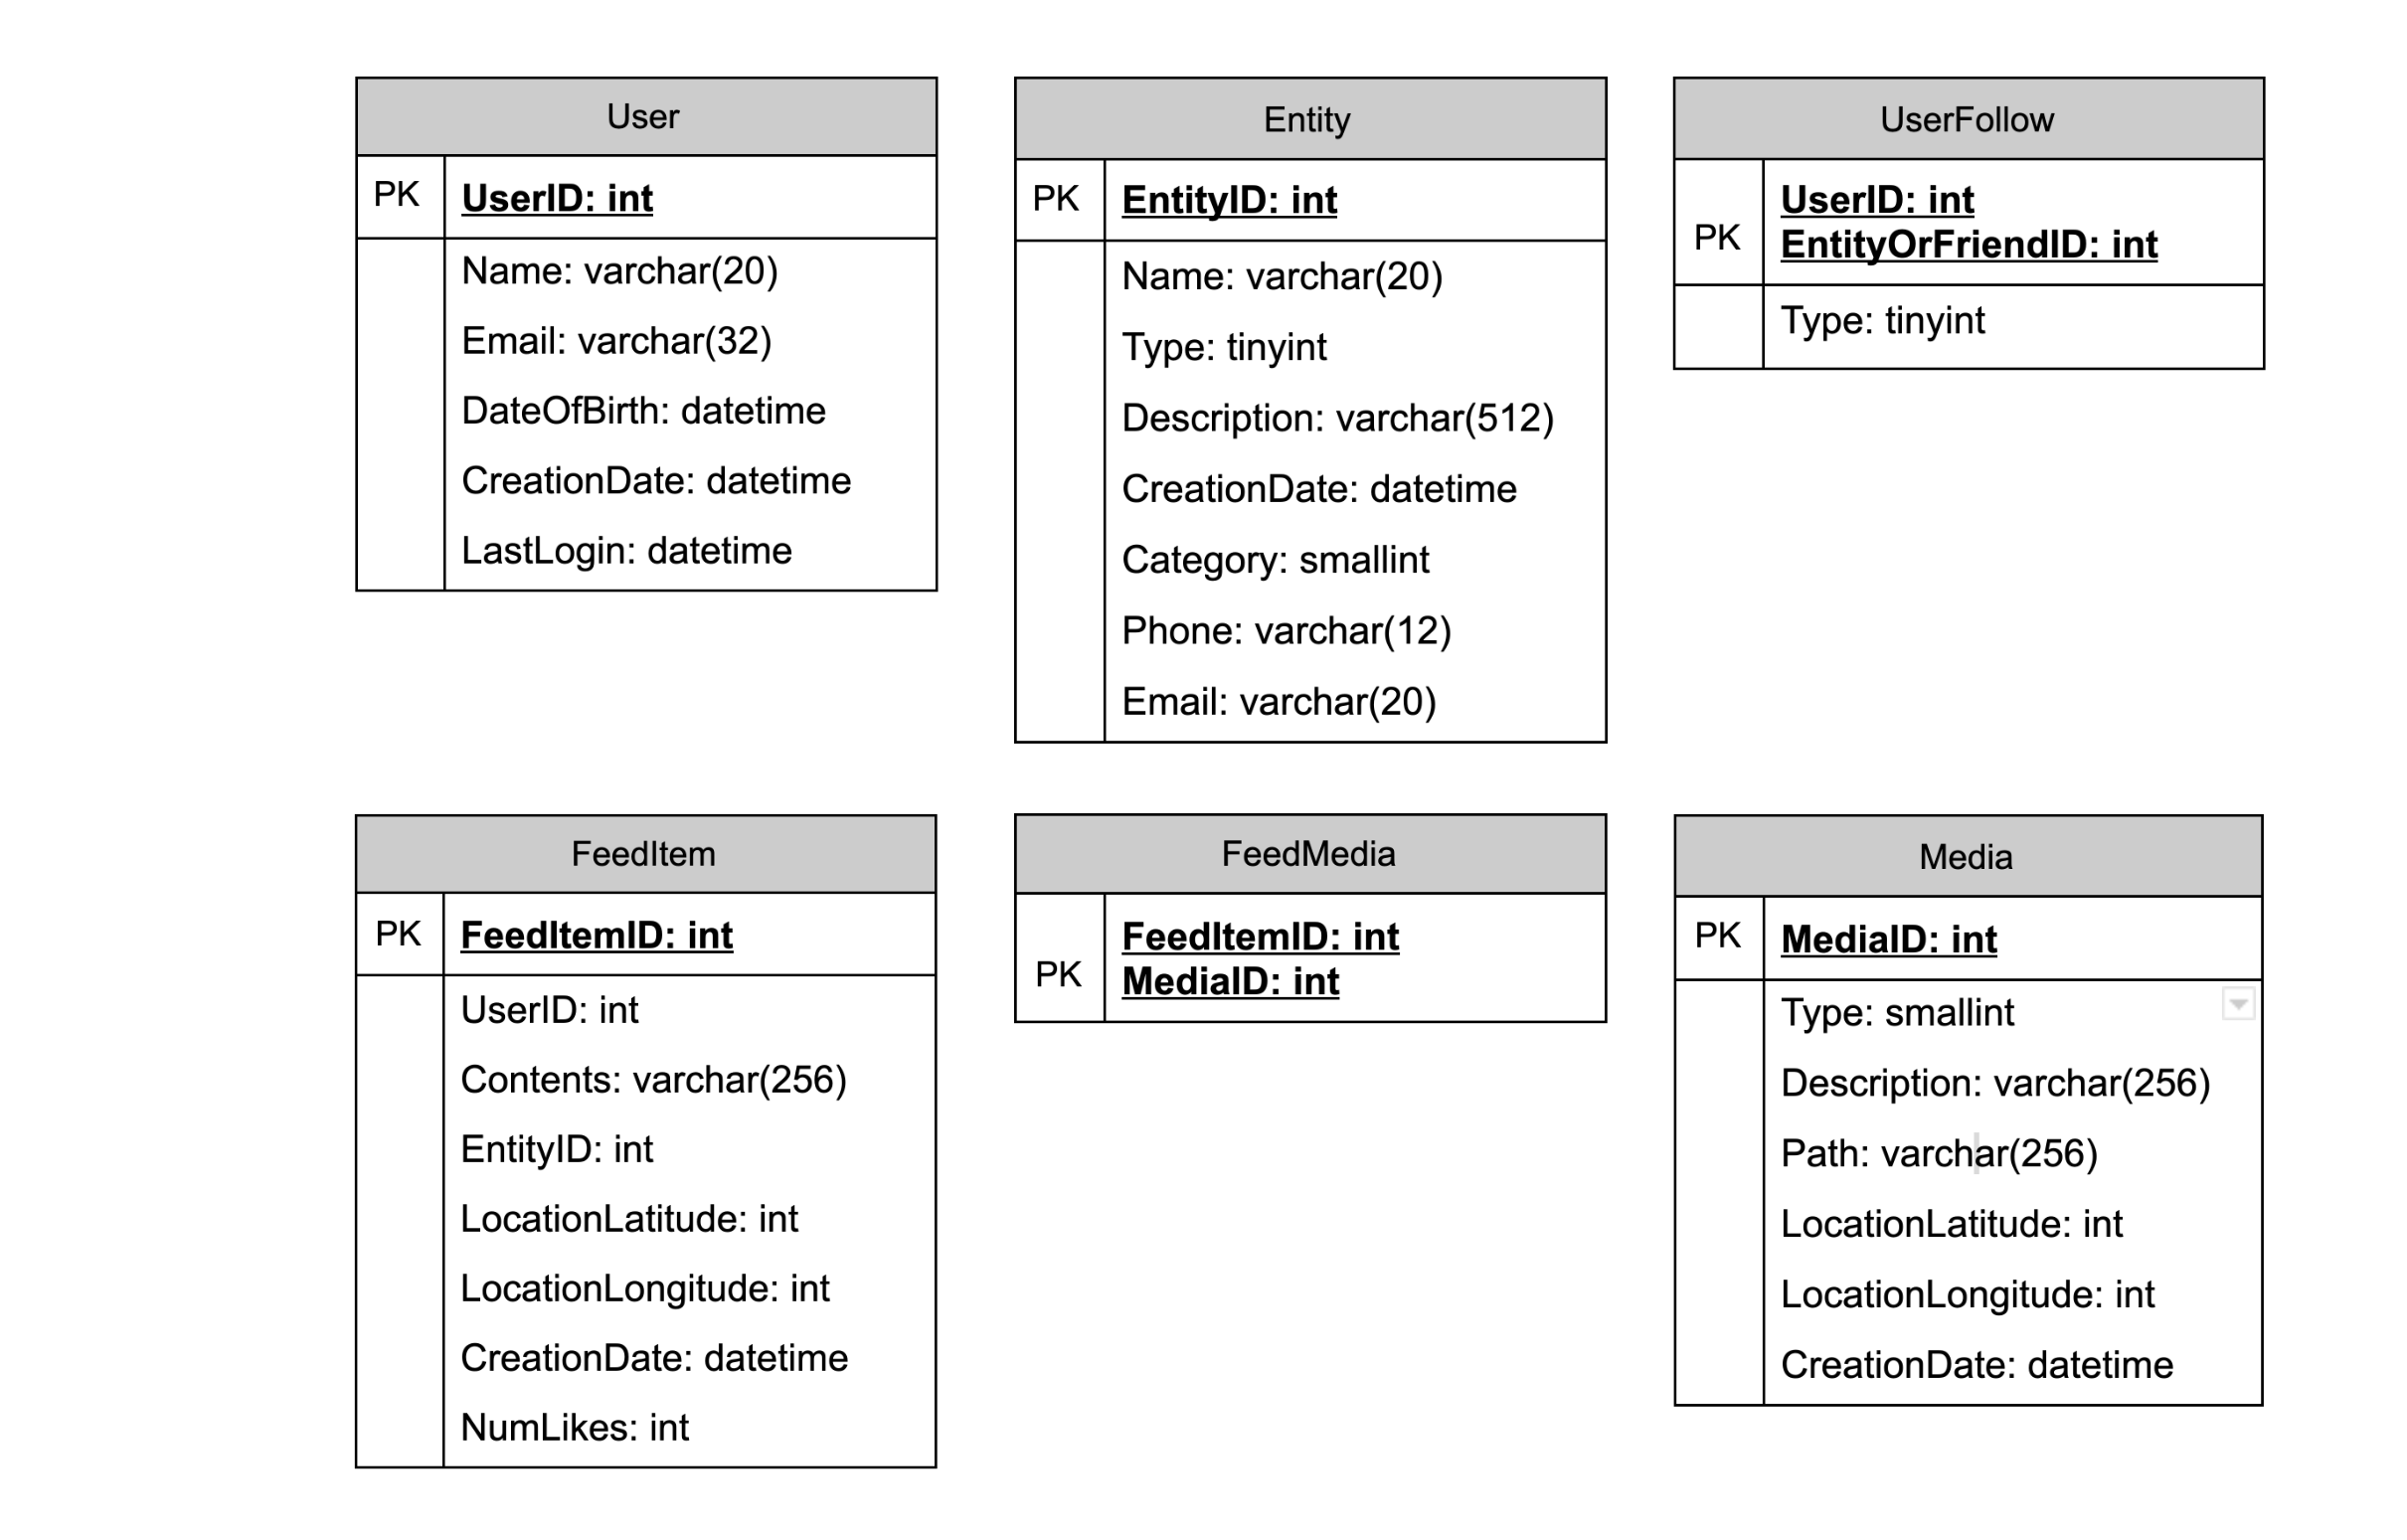 User
PK
UserID: int
Name: varchar(20)
Email: varchar(32)
DateOfBirth: datetime
CreationDate: datetime
LastLogin: datetime
Entity
PK
EntityID: int
Name: varchar(20)
Type: tinyint
Description: varchar(512)
CreationDate: datetime
Category: smallint
Phone: varchar(12)
Email: varchar(20)
UserFollow
PK
UserID: int
EntityOrFriendID: int
Type: tinyint
FeedItem
PK
FeedItemID: int
UserID: int
Contents: varchar(256)
EntityID: int
LocationLatitude: int
LocationLongitude: int
CreationDate: datetime
NumLikes: int
FeedMedia
PK
FeedItemID: int
MediaID: int
Media
PK
MediaID: int
Type: smallint
Description: varchar(256)
Path: varchar(256)
LocationLatitude: int
LocationLongitude: int
CreationDate: datetime